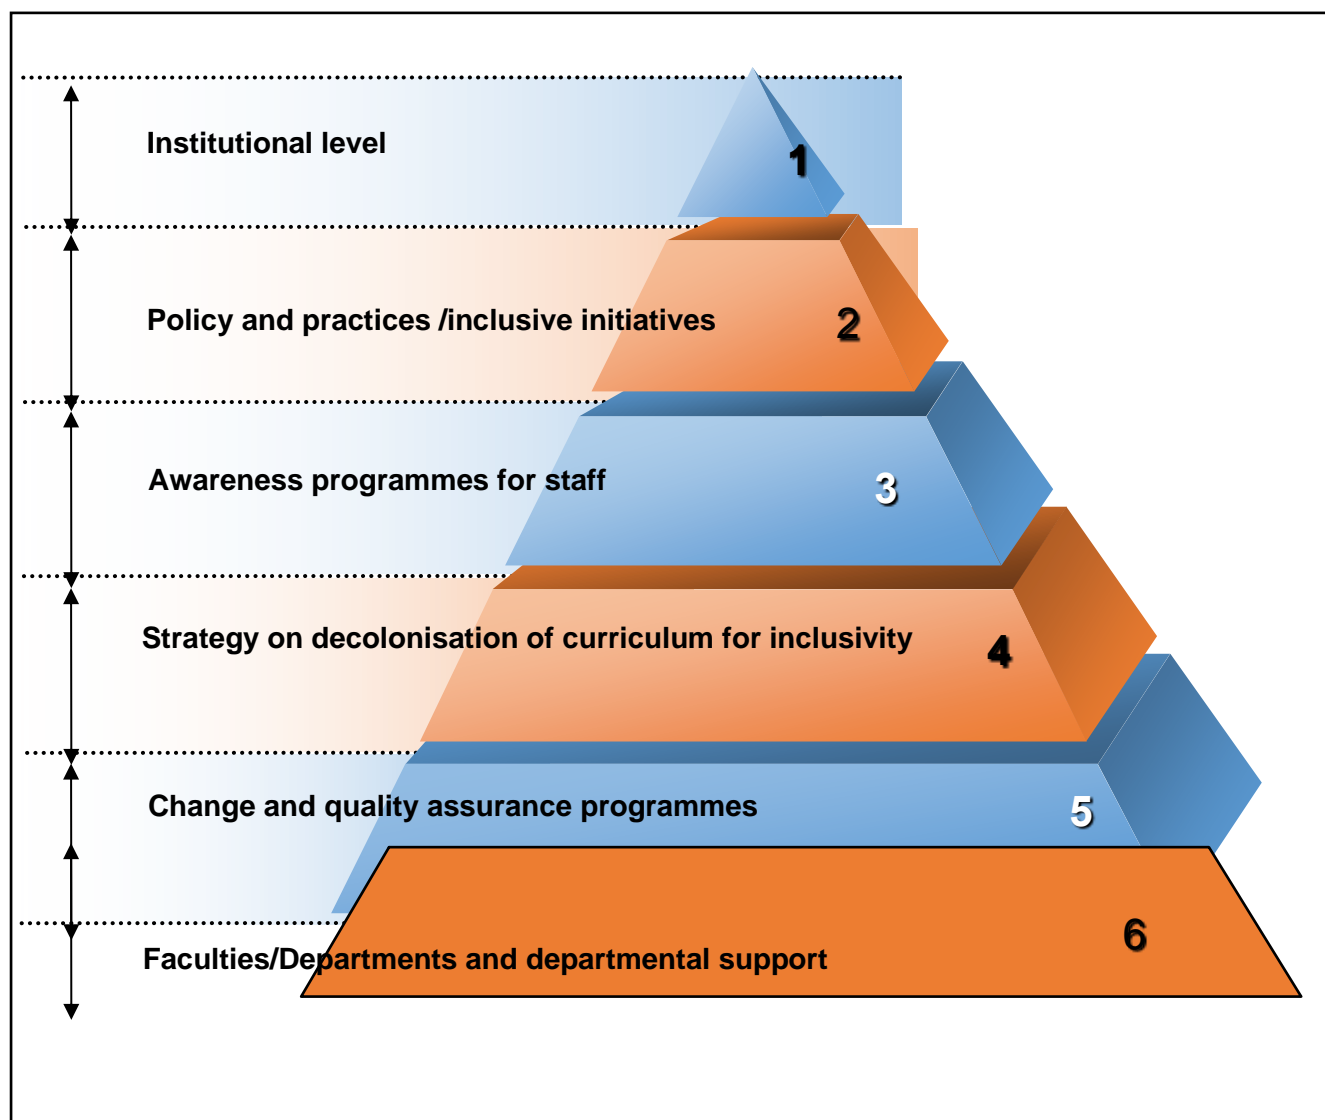 Institutional level
1
Policy and practices /inclusive initiatives
2
Awareness programmes for staff
3
Strategy on decolonisation of curriculum for inclusivity
4
Change and quality assurance programmes
5
Faculties/Departments and departmental support
6